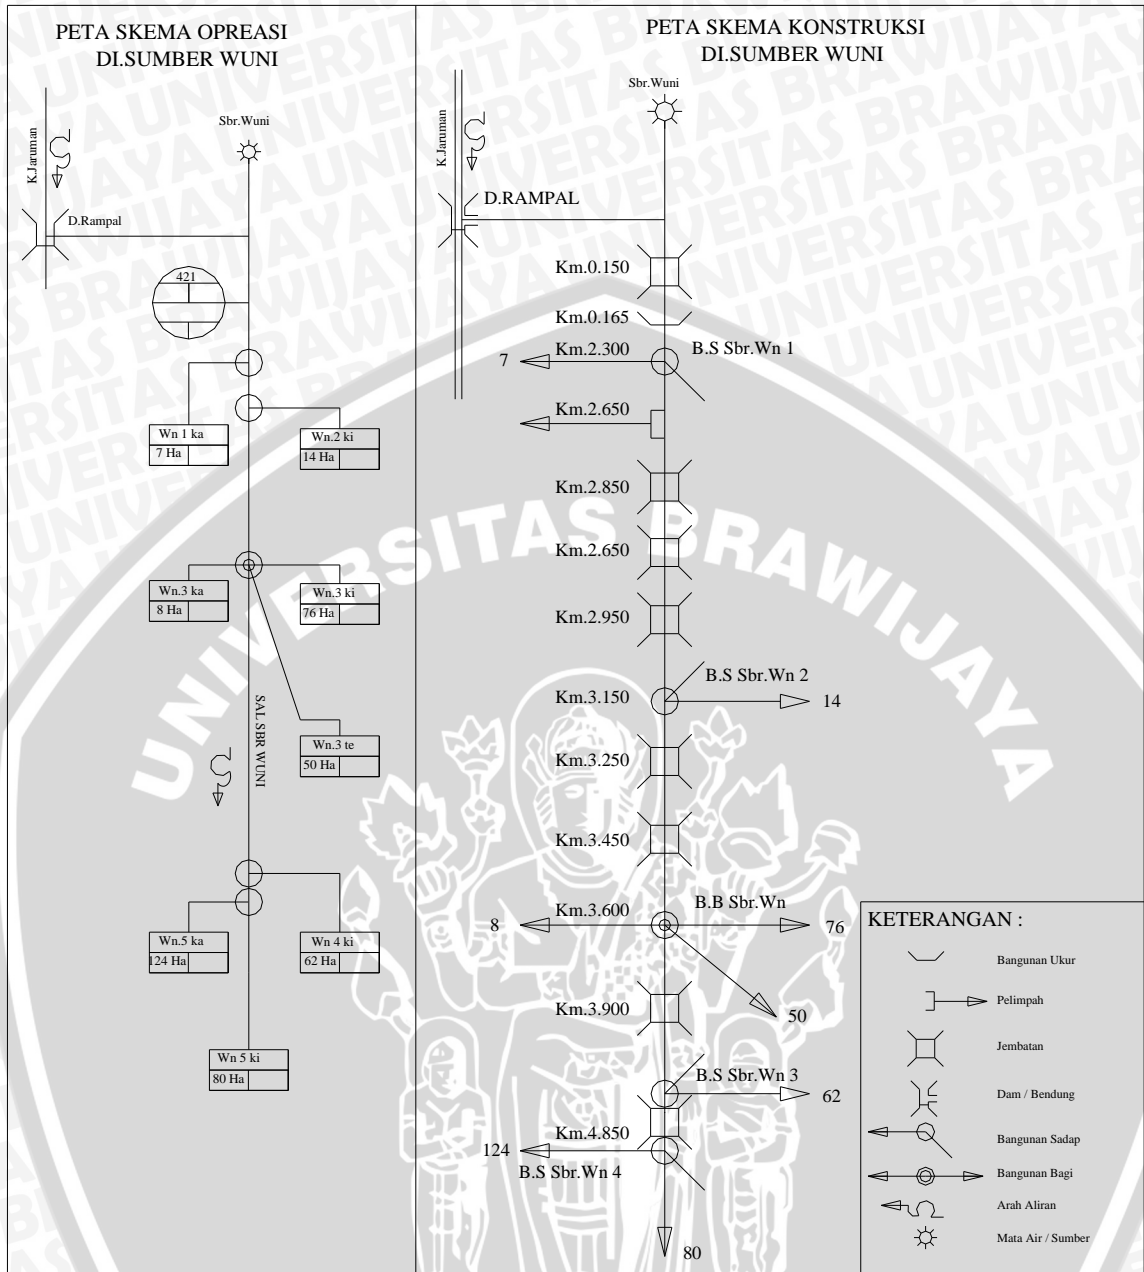 PETA SKEMA OPREASI
DI.SUMBER WUNI
K.Jaruman
Sbr.Wuni
D.Rampal
421
Wn 1 ka
7 Ha
Wn.2 ki
14 Ha
Wn.3 ka
8 Ha
Wn.3 ki
76 Ha
SAL SBR WUNI
Wn.3 te
50 Ha
Wn.5 ka
124 Ha
Wn 4 ki
62 Ha
Wn 5 ki
80 Ha
PETA SKEMA KONSTRUKSI
DI.SUMBER WUNI
Sbr.Wuni
K.Jaruman
D.RAMPAL
Km.0.150
Km.0.165
7
Km.2.300
B.S Sbr.Wn 1
Km.2.650
Km.2.850
Km.2.650
Km.2.950
B.S Sbr.Wn 2
Km.3.150
14
Km.3.250
Km.3.450
B.B Sbr.Wn
8
Km.3.600
76
Km.3.900
50
B.S Sbr.Wn 3
62
Km.4.850
124
B.S Sbr.Wn 4
80
KETERANGAN :
Bangunan Ukur
Pelimpah
Jembatan
Dam / Bendung
Bangunan Sadap
Bangunan Bagi
Arah Aliran
Mata Air / Sumber
UNIVERSITAS BRAWIJAYA